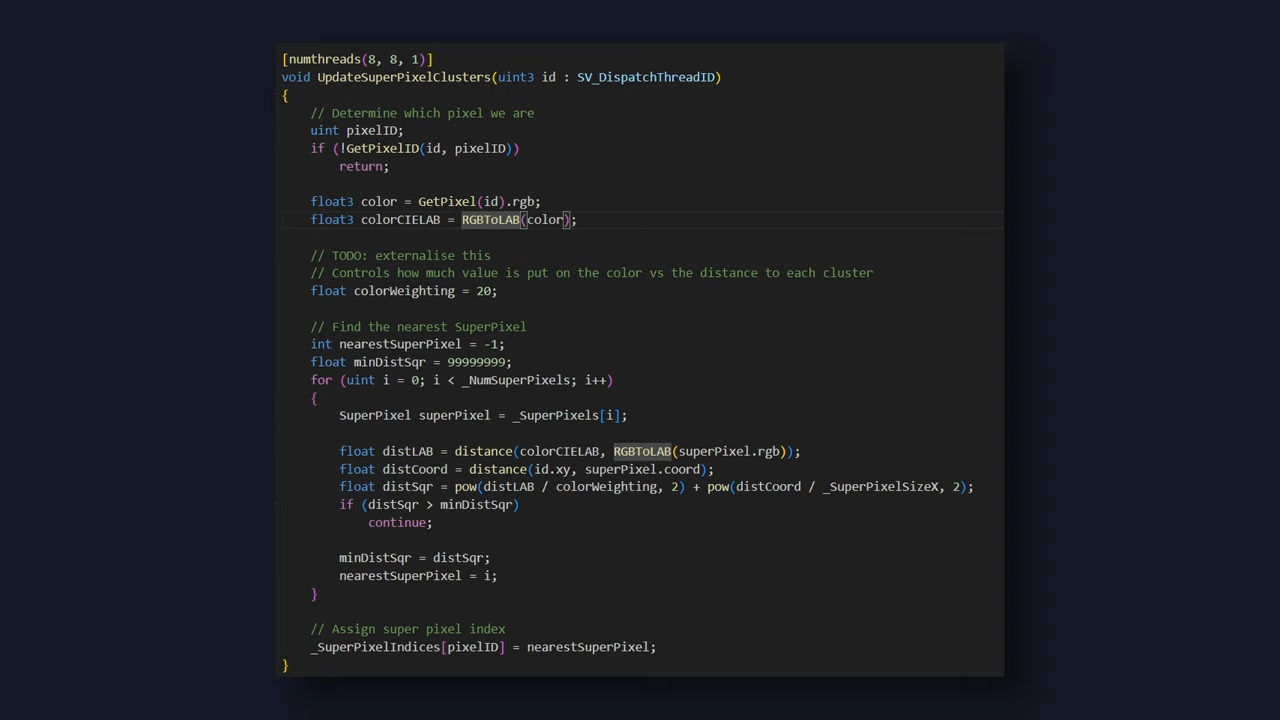 [numthreads(8, 8, 1)]
void UpdateSuperPixelClusters(uint3 id : SV_DispatchThreadID)
{
    // Determine which pixel we are
    uint pixelID;
    if (!GetPixelID(id, pixelID))
        return;

    float3 color = GetPixel(id).rgb;
    float3 colorCIELAB = RGBToLAB(color);

    // TODO: externalise this
    // Controls how much value is put on the color vs the distance to each cluster
    float colorWeighting = 20;

    // Find the nearest SuperPixel
    int nearestSuperPixel = -1;
    float minDistSqr = 99999999;
    for (uint i = 0; i < _NumSuperPixels; i++)
    {
        SuperPixel superPixel = _SuperPixels[i];

        float distLAB = distance(colorCIELAB, RGBToLAB(superPixel.rgb));
        float distCoord = distance(id.xy, superPixel.coord);
        float distSqr = pow(distLAB / colorWeighting, 2) + pow(distCoord / _SuperPixelSizeX, 2);
        if (distSqr > minDistSqr)
            continue;

        minDistSqr = distSqr;
        nearestSuperPixel = i;
    }

    // Assign super pixel index
    _SuperPixelIndices[pixelID] = nearestSuperPixel;
}